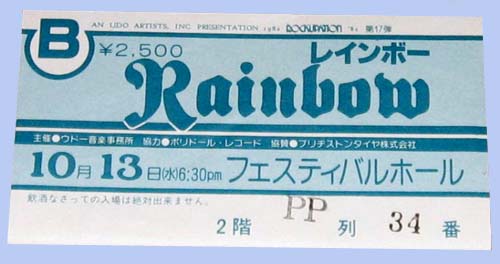 AN UDO ARTISTS, INC PRESENTATION 1982 ROCKUPATION '82 第17弾
B
¥2,500
レインボー
Rainbow
主催●ウドー音楽事務所 協力●ポリドール・レコード 協賛●ブリヂストンタイヤ株式会社
10月13日(水)6:30pm フェスティバルホール
飲酒なさっての入場は絶対出来ません。
2階 PP 列 34 番